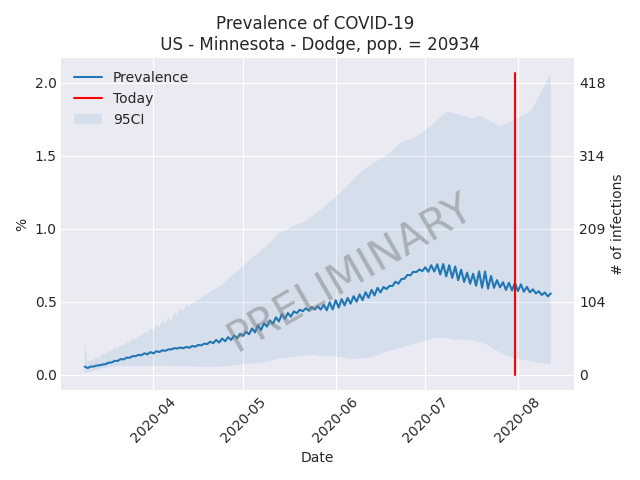 Prevalence of COVID-19
US - Minnesota - Dodge, pop. = 20934
Prevalence
Today
95CI
2.0
1.5
1.0
0.5
0.0
%
418
314
209
104
0
# of infections
PRELIMINARY
2020-04
2020-05
2020-06
2020-07
2020-08
Date